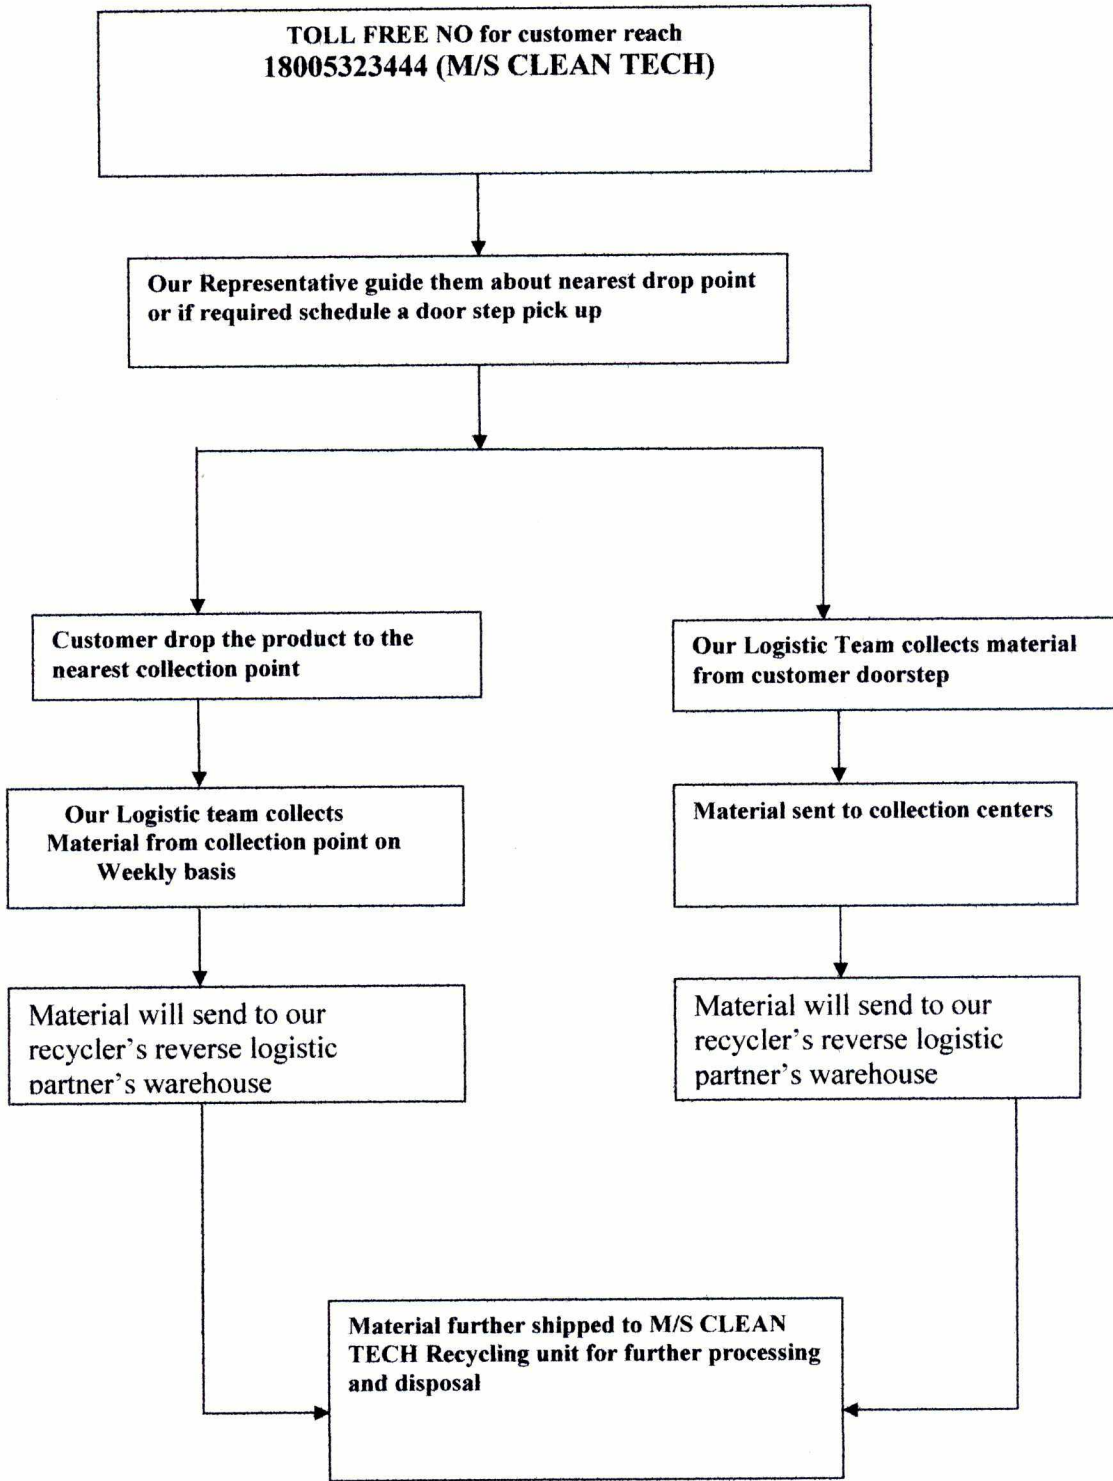 TOLL FREE NO for customer reach
18005323444 (M/S CLEAN TECH)
Our Representative guide them about nearest drop point
or if required schedule a door step pick up
Customer drop the product to the
nearest collection point
Our Logistic Team collects material
from customer doorstep
Our Logistic team collects
Material from collection point on
Weekly basis
Material sent to collection centers
Material will send to our
recycler's reverse logistic
partner's warehouse
Material will send to our
recycler's reverse logistic
partner's warehouse
Material further shipped to M/S CLEAN
TECH Recycling unit for further processing
and disposal